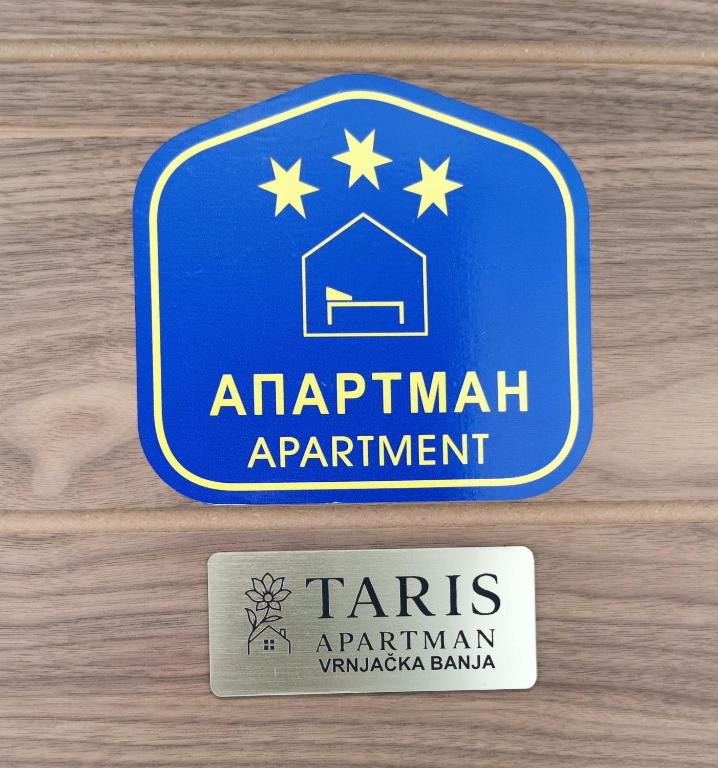 АПАРТМАН
APARTMENT
TARIS
APARTMAN
VRNJAČKA BANJA